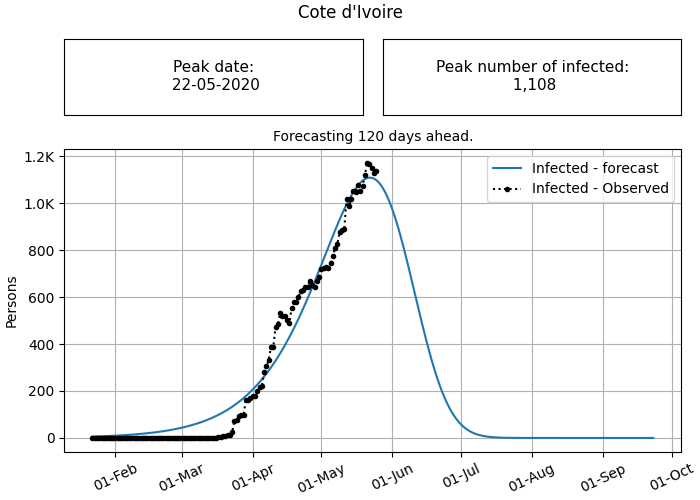 Cote d'Ivoire
Peak date:
22-05-2020
Peak number of infected:
1,108
Forecasting 120 days ahead.
Infected - forecast
Infected - Observed
Persons
1.2K
1.0K
800
600
400
200
0
01-Feb
01-Mar
01-Apr
01-May
01-Jun
01-Jul
01-Aug
01-Sep
01-Oct